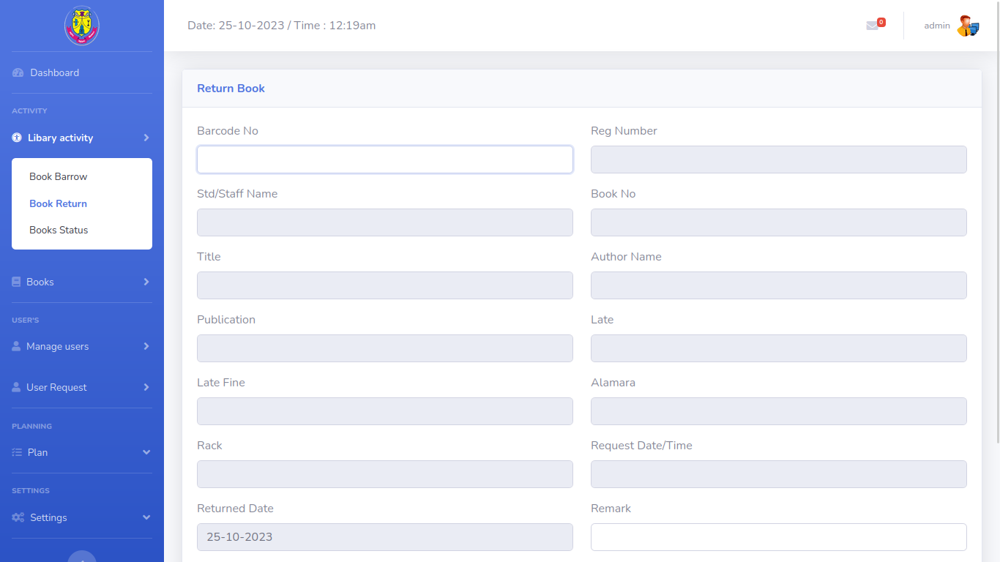 Date: 25-10-2023 / Time : 12:19am
0
admin
Dashboard
ACTIVITY
Libary activity
Book Barrow
Book Return
Books Status
Books
USER'S
Manage users
User Request
PLANNING
Plan
SETTINGS
Settings
Return Book
Barcode No
Reg Number
Std/Staff Name
Book No
Title
Author Name
Publication
Late
Late Fine
Alamara
Rack
Request Date/Time
Returned Date
Remark
25-10-2023